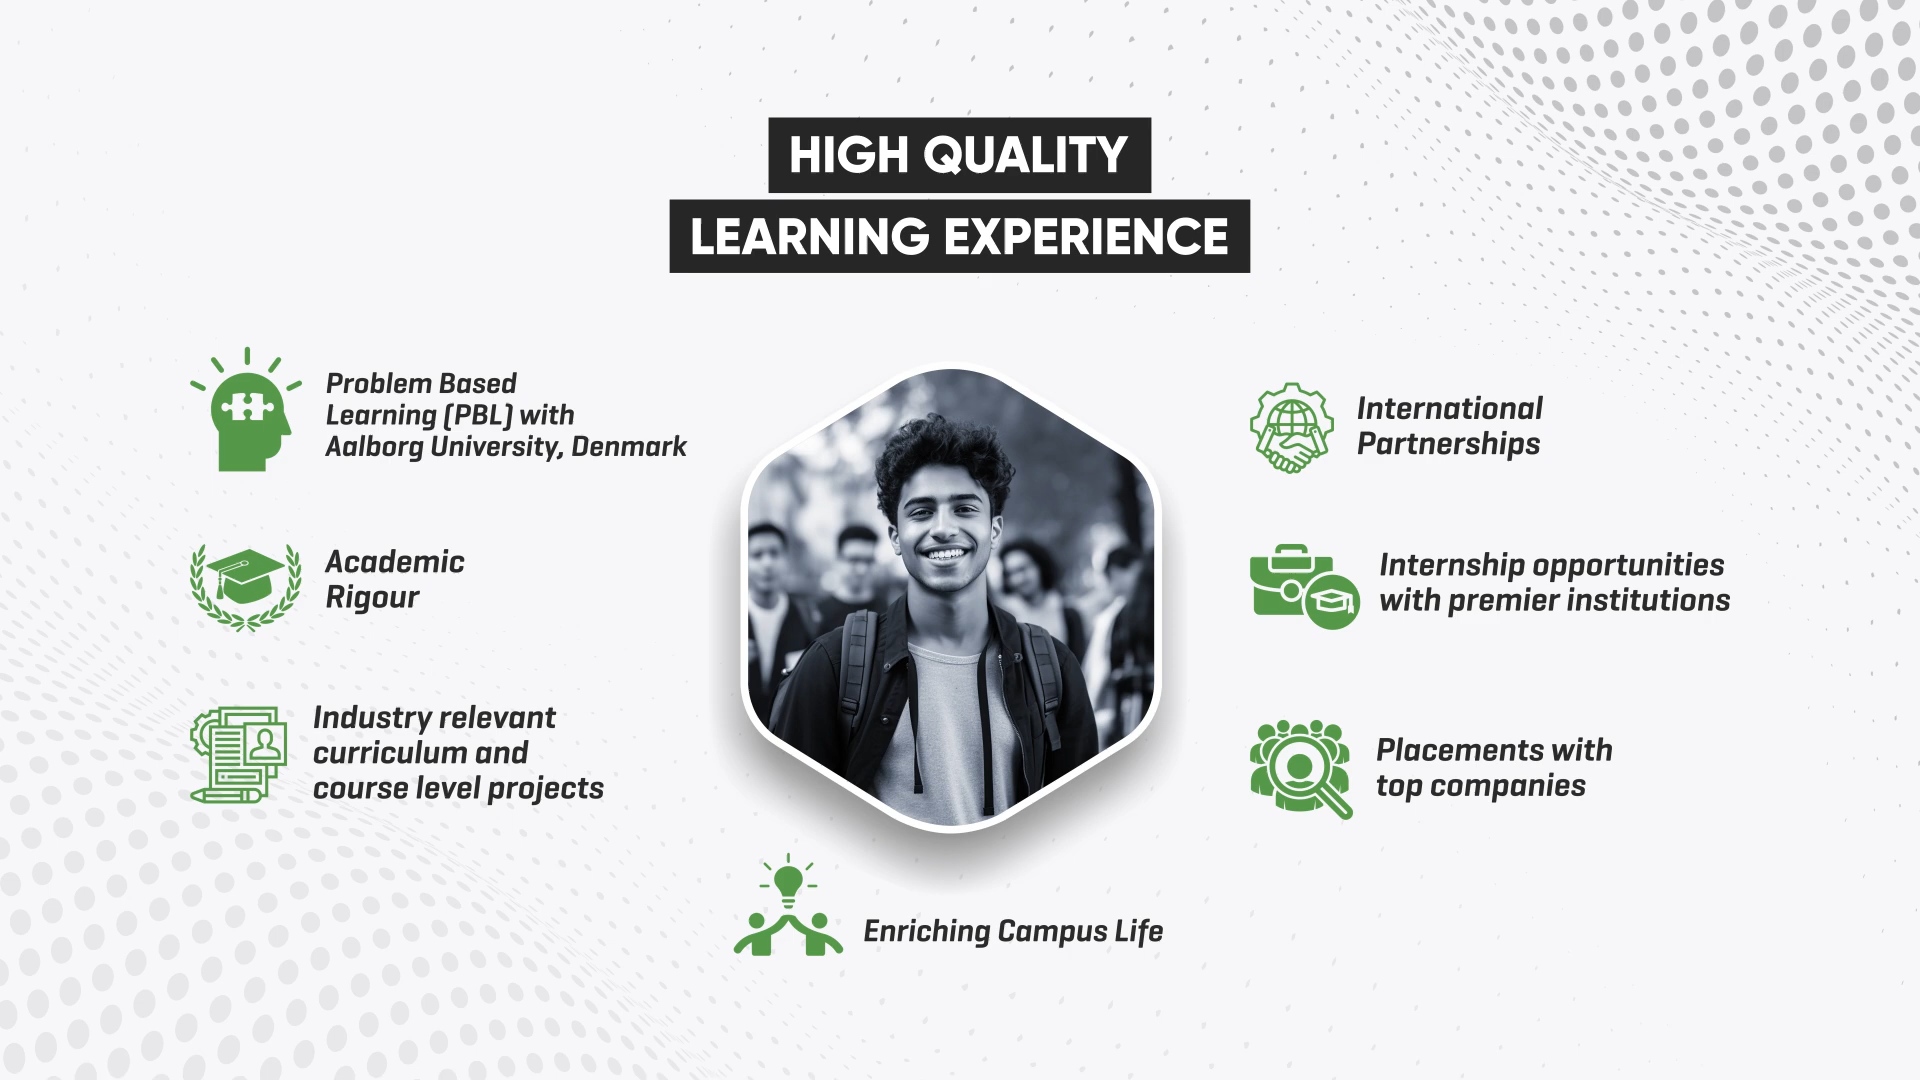 HIGH QUALITY
LEARNING EXPERIENCE
Problem Based
Learning (PBL) with
Aalborg University, Denmark
Academic
Rigour
Industry relevant
curriculum and
course level projects
International
Partnerships
Internship opportunities
with premier institutions
Placements with
top companies
Enriching Campus Life